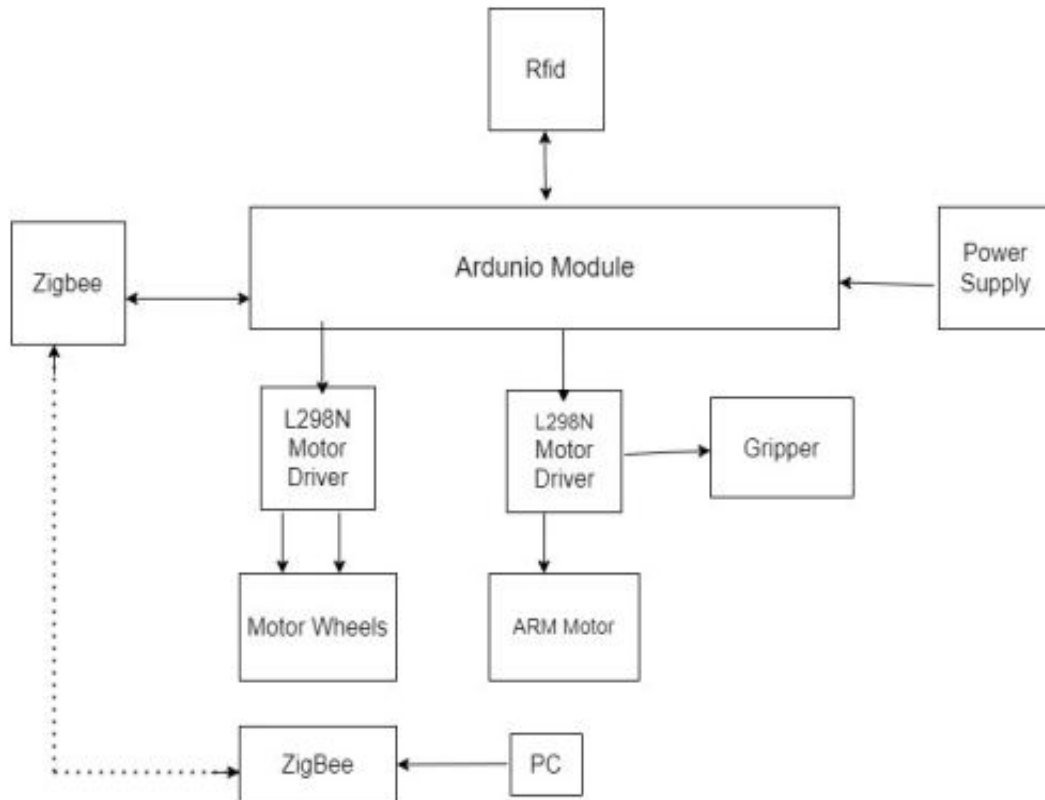 Rfid
Ardunio Module
Zigbee
Power
Supply
L298N
Motor
Driver
L298N
Motor
Driver
Gripper
Motor Wheels
ARM Motor
ZigBee
PC